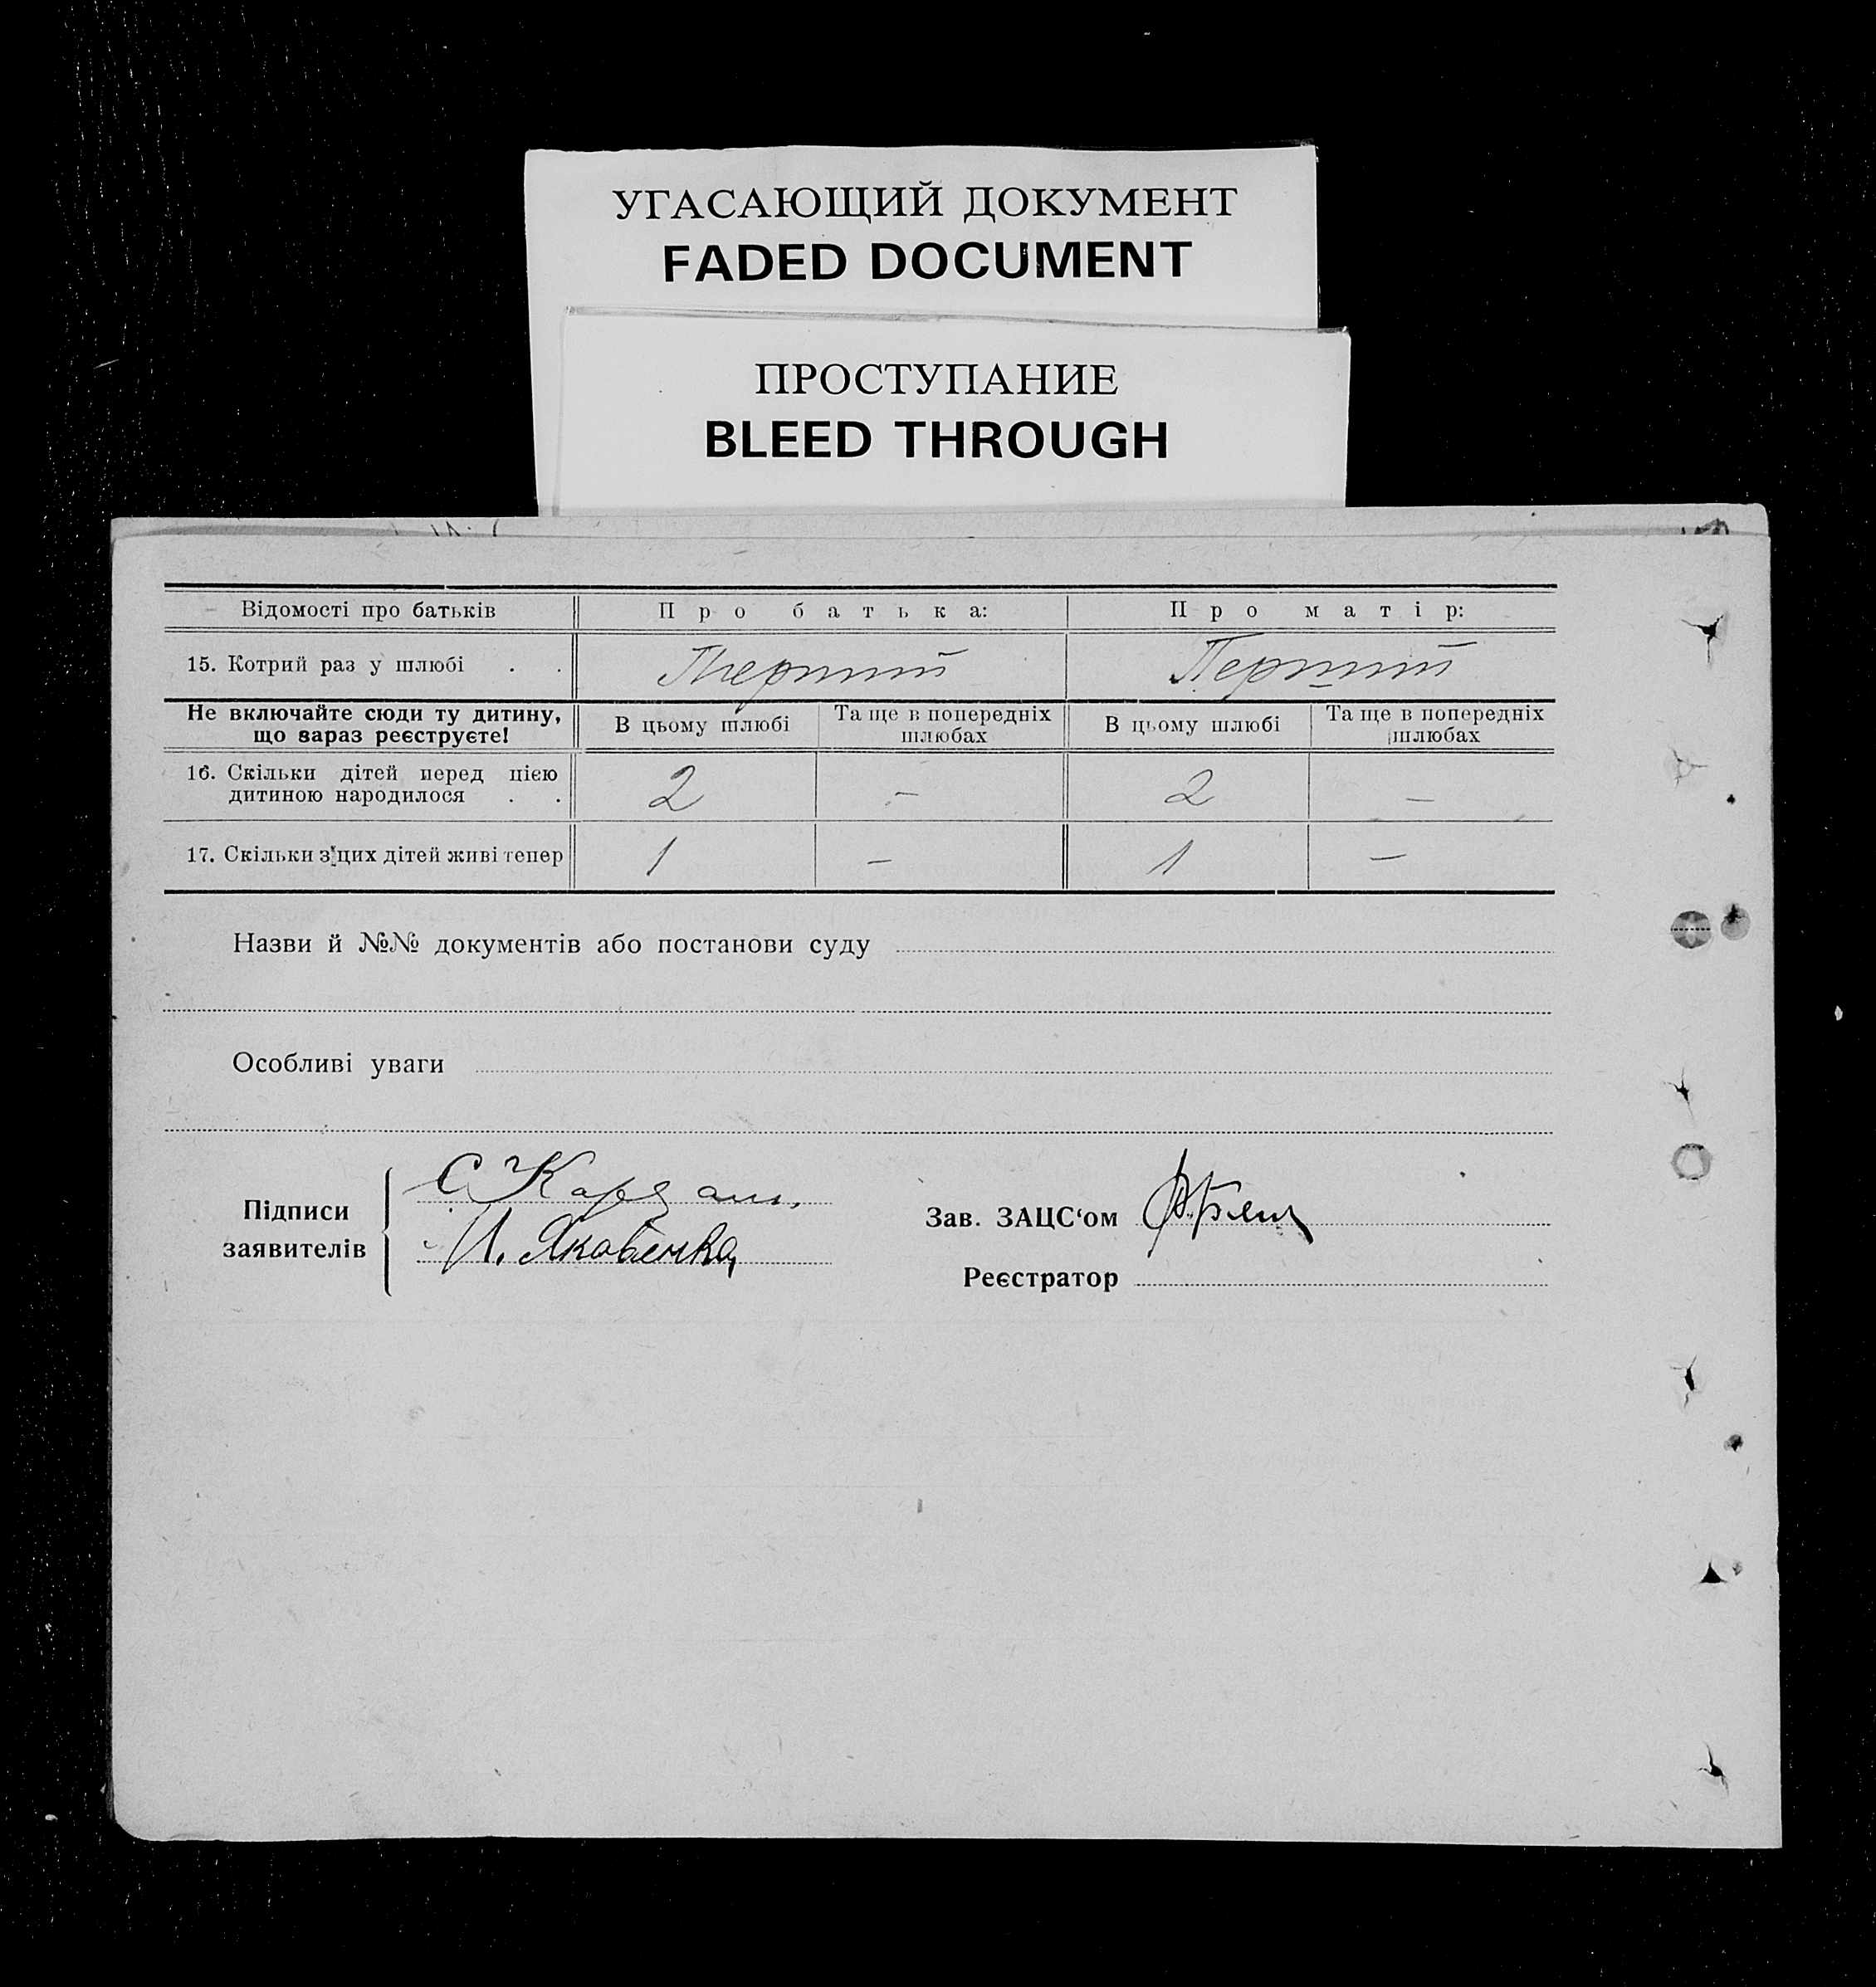 УГАСАЮЩИЙ ДОКУМЕНТ
FADED DOCUMENT
ПРОСТУПАНИЕ
BLEED THROUGH
Відомості про батьків Про батька: Про матір:
15. Котрий раз у шлюбі . . Перший Перший
Не включайте сюди ту дитину, що вараз реєструєте! В цьому шлюбі Та ще в попередніх шлюбах В цьому шлюбі Та ще в попередніх шлюбах
16. Скільки дітей перед цією дитиною народилося . . 2 — 2 —
17. Скільки з цих дітей живі тепер 1 — 1 —
Назви й №№ документів або постанови суду
Особливі уваги
Підписи заявителів
С
Яковенко
Зав. ЗАЦС‘ом
Реєстратор